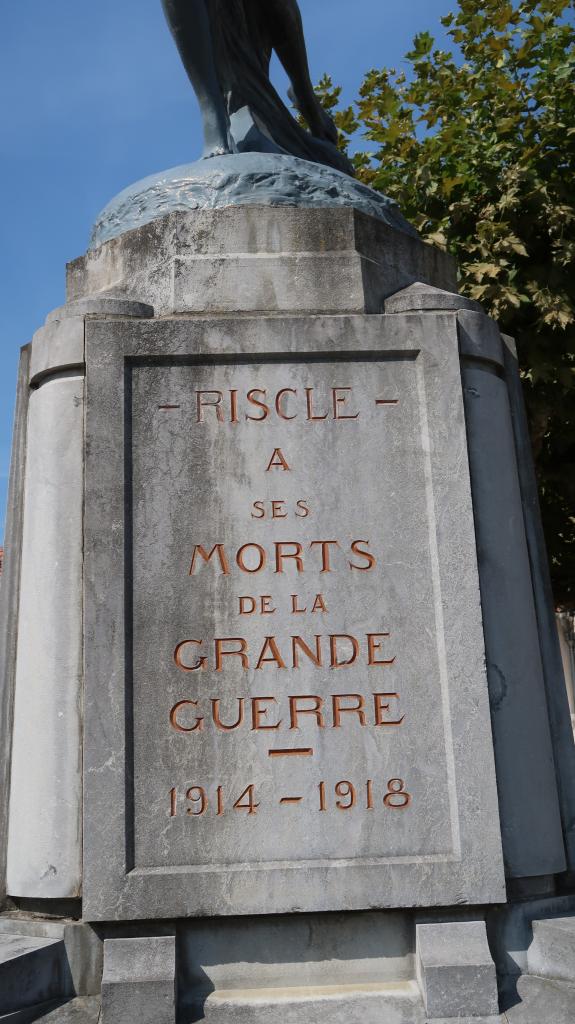 - RISCLE -
A
SES
MORTS
DE LA
GRANDE
GUERRE
1914 - 1918